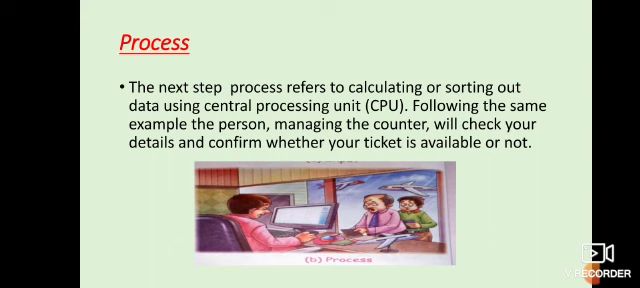 Process
• The next step process refers to calculating or sorting out
data using central processing unit (CPU). Following the same
example the person, managing the counter, will check your
details and confirm whether your ticket is available or not.
(b) Process
V RECORDER